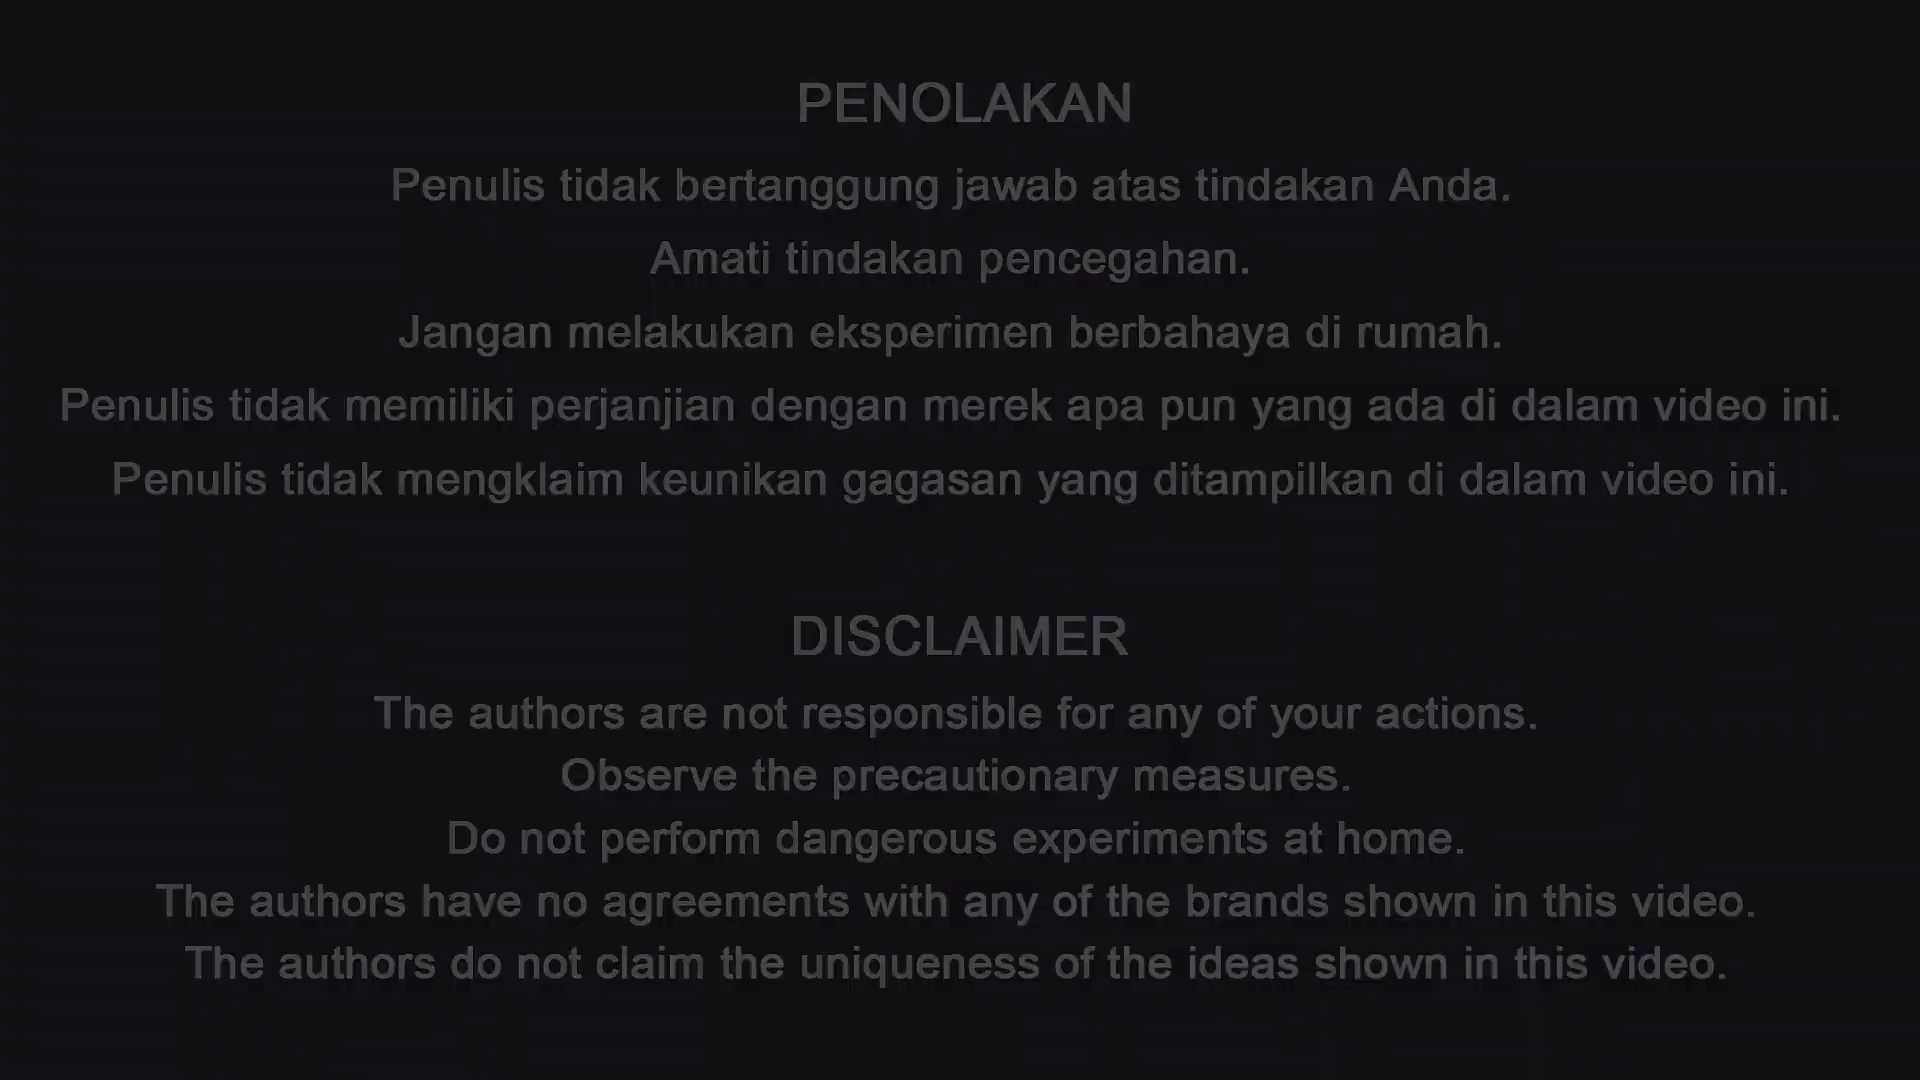 PENOLAKAN
Penulis tidak bertanggung jawab atas tindakan Anda.
Amati tindakan pencegahan.
Jangan melakukan eksperimen berbahaya di rumah.
Penulis tidak memiliki perjanjian dengan merek apa pun yang ada di dalam video ini.
Penulis tidak mengklaim keunikan gagasan yang ditampilkan di dalam video ini.
DISCLAIMER
The authors are not responsible for any of your actions.
Observe the precautionary measures.
Do not perform dangerous experiments at home.
The authors have no agreements with any of the brands shown in this video.
The authors do not claim the uniqueness of the ideas shown in this video.